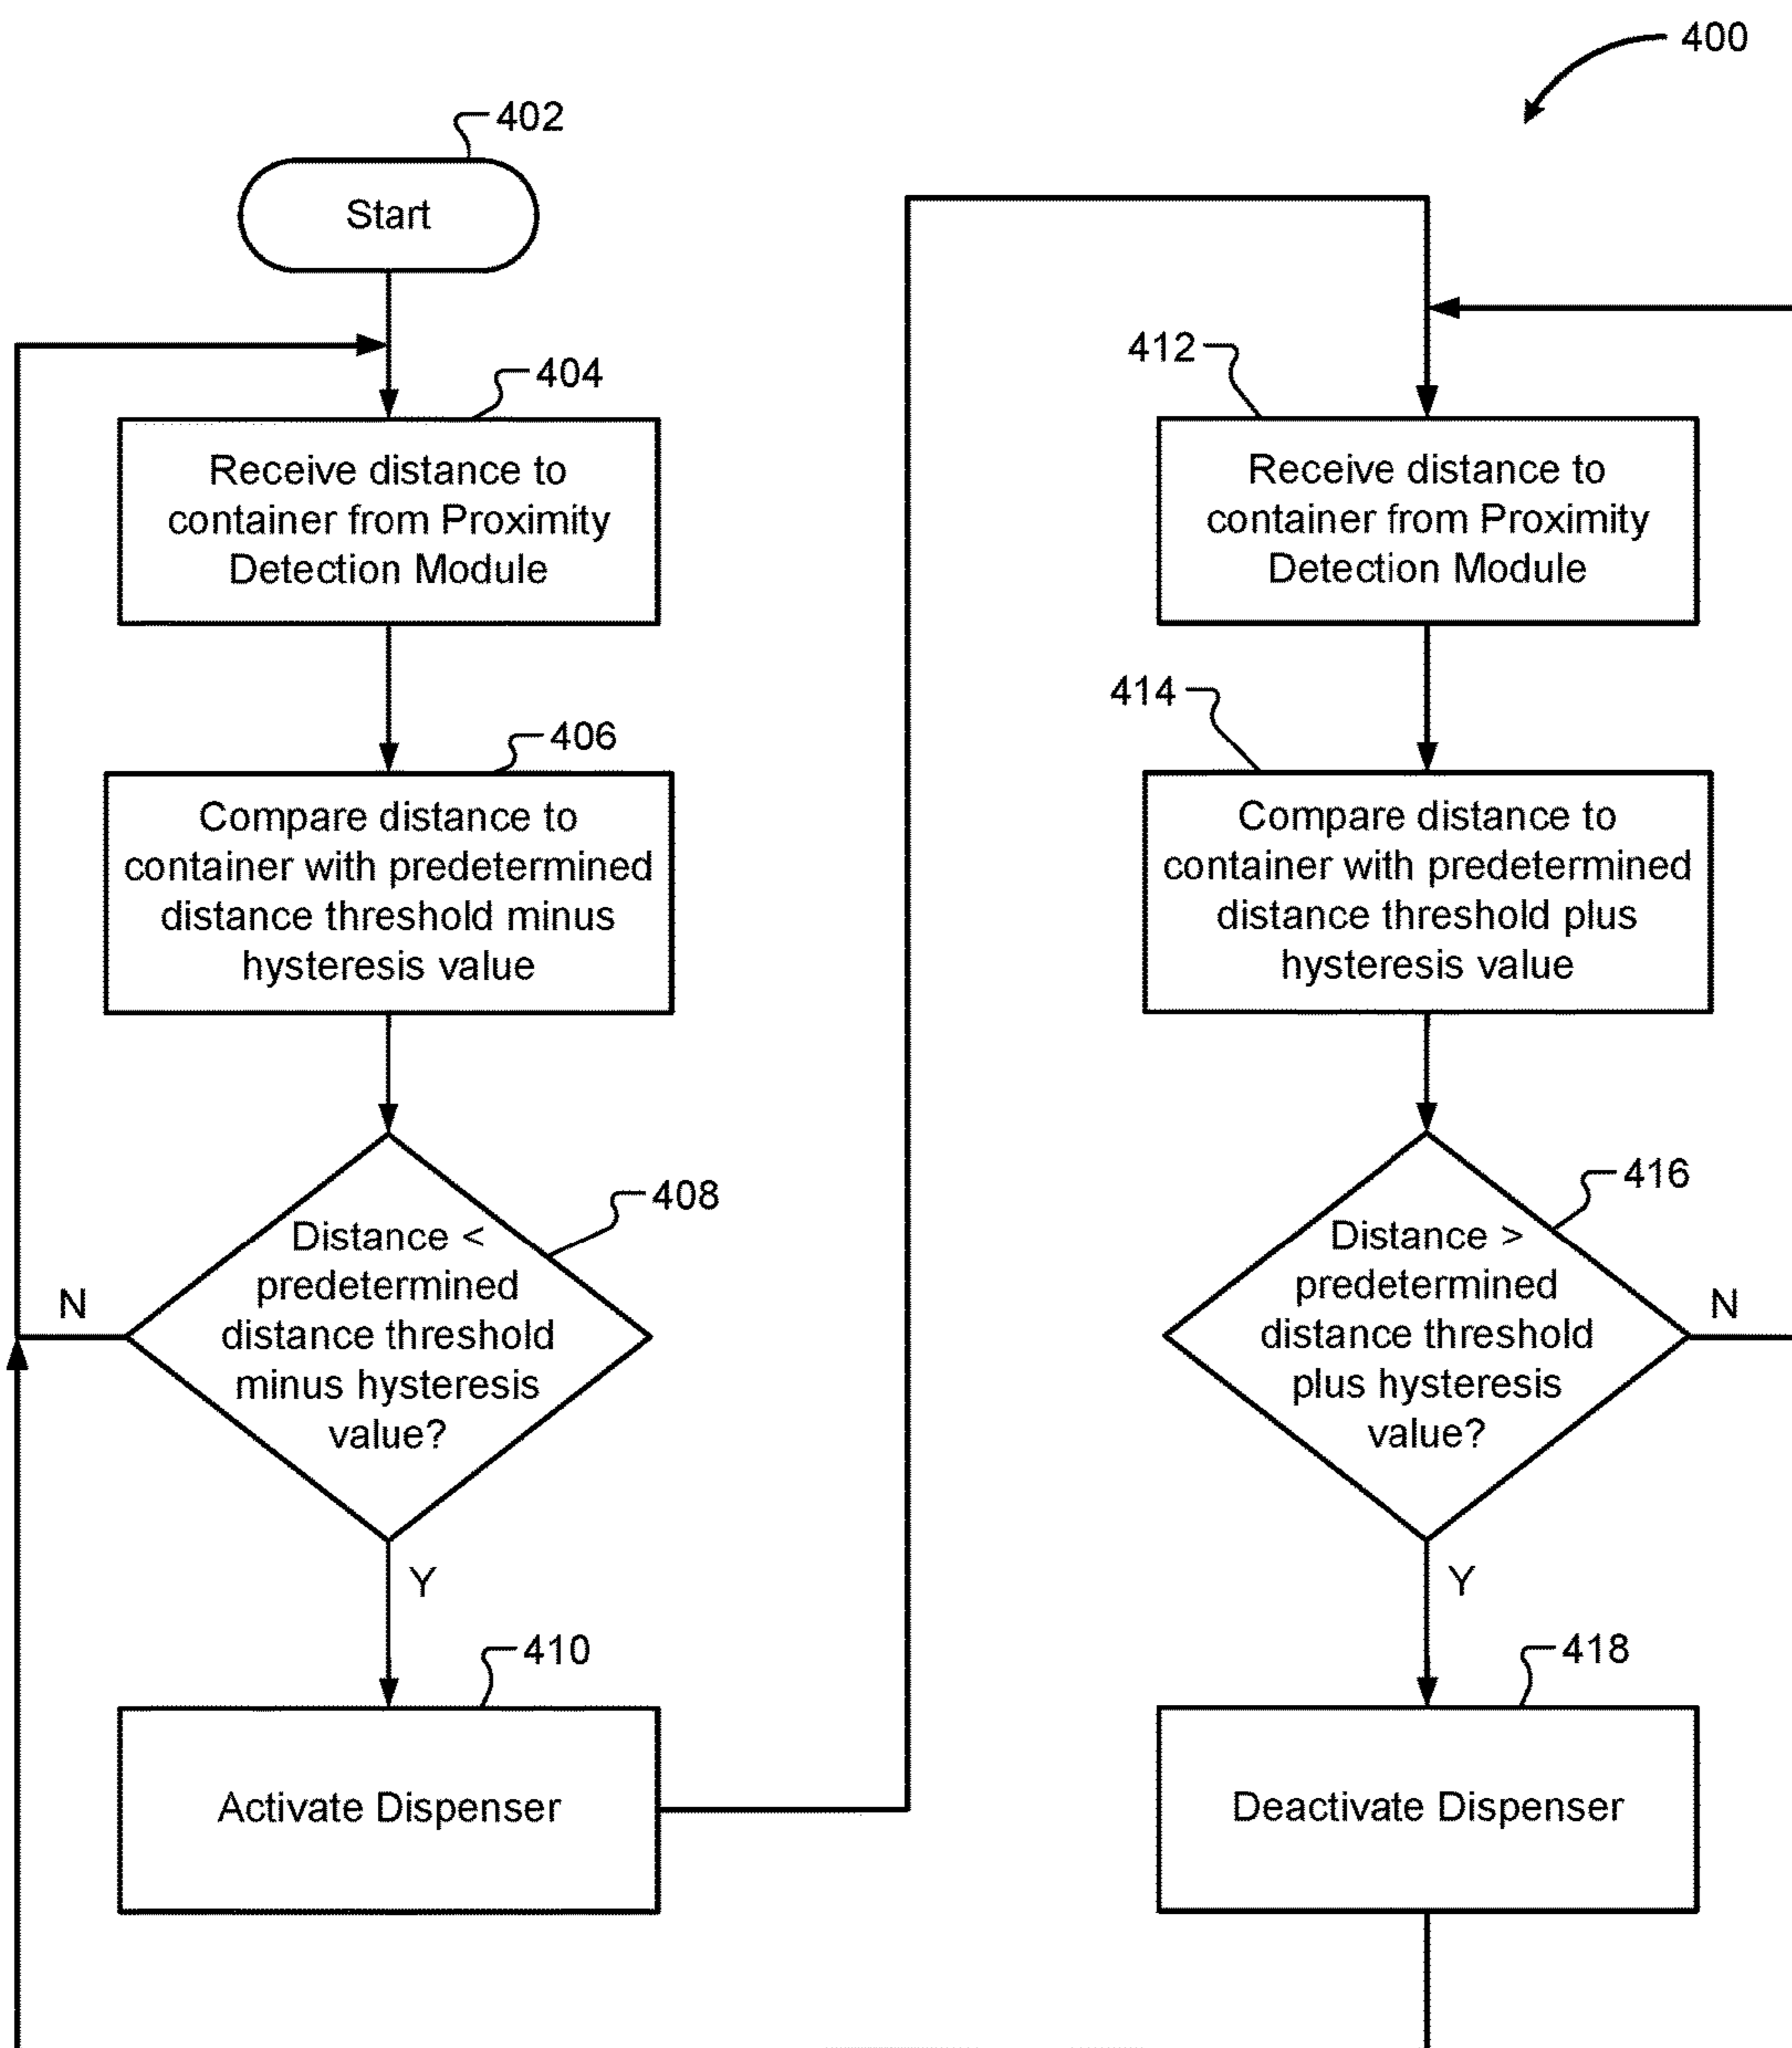 400
402
Start
404
Receive distance to
container from Proximity
Detection Module
406
Compare distance to
container with predetermined
distance threshold minus
hysteresis value
408
Distance <
predetermined
distance threshold
minus hysteresis
value?
N
Y
410
Activate Dispenser
412
Receive distance to
container from Proximity
Detection Module
414
Compare distance to
container with predetermined
distance threshold plus
hysteresis value
416
Distance >
predetermined
distance threshold
plus hysteresis
value?
N
Y
418
Deactivate Dispenser